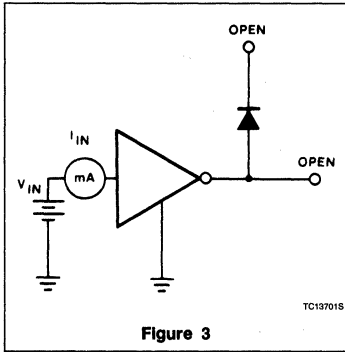 OPEN
OPEN
I IN
V IN
mA
TC13701S
Figure 3